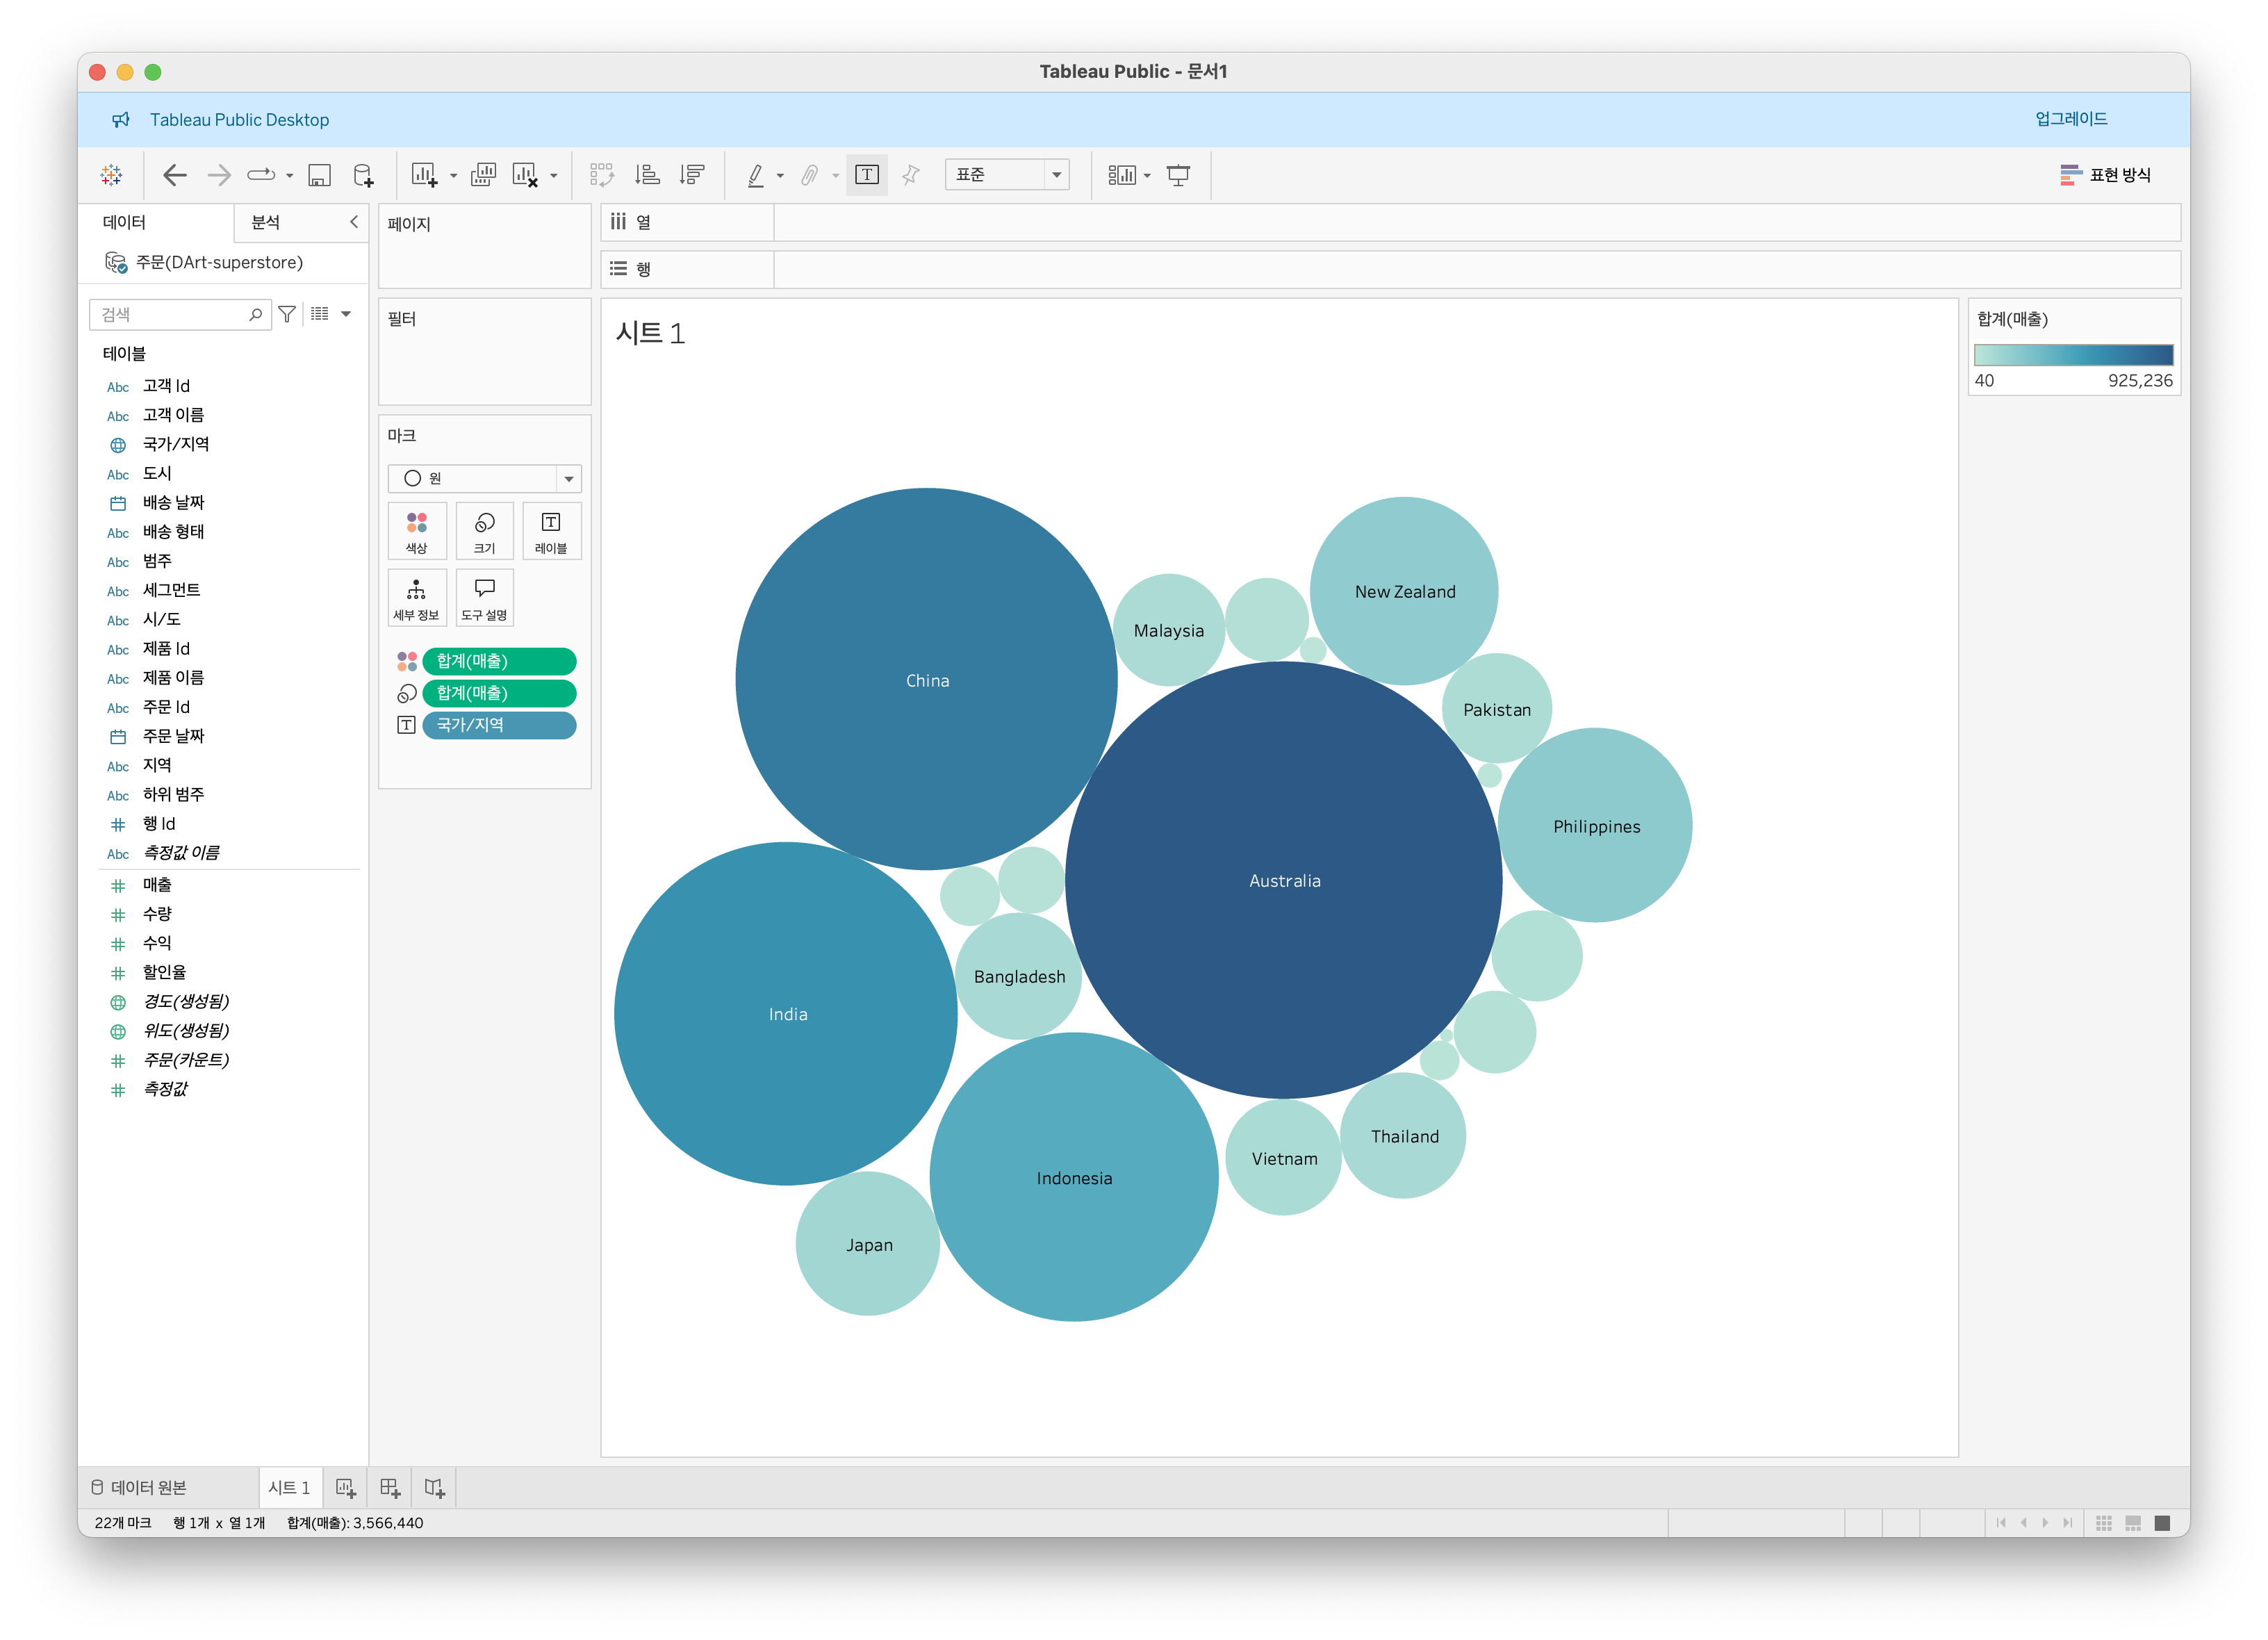 Tableau Public - 문서1
Tableau Public Desktop
업그레이드
표준
표현 방식
데이터
분석
주문(DArt-superstore)
검색
테이블
Abc 고객 Id
Abc 고객 이름
국가/지역
Abc 도시
배송 날짜
Abc 배송 형태
Abc 범주
Abc 세그먼트
Abc 시/도
Abc 제품 Id
Abc 제품 이름
Abc 주문 Id
주문 날짜
Abc 지역
Abc 하위 범주
행 Id
Abc 측정값 이름
매출
수량
수익
할인율
경도(생성됨)
위도(생성됨)
주문(카운트)
측정값
페이지
필터
마크
원
색상
크기
레이블
세부 정보
도구 설명
합계(매출)
합계(매출)
국가/지역
열
행
시트 1
China
Malaysia
New Zealand
Pakistan
Philippines
Australia
Bangladesh
India
Indonesia
Vietnam
Thailand
Japan
합계(매출)
40
925,236
데이터 원본
시트 1
22개 마크
행 1개 x 열 1개
합계(매출): 3,566,440